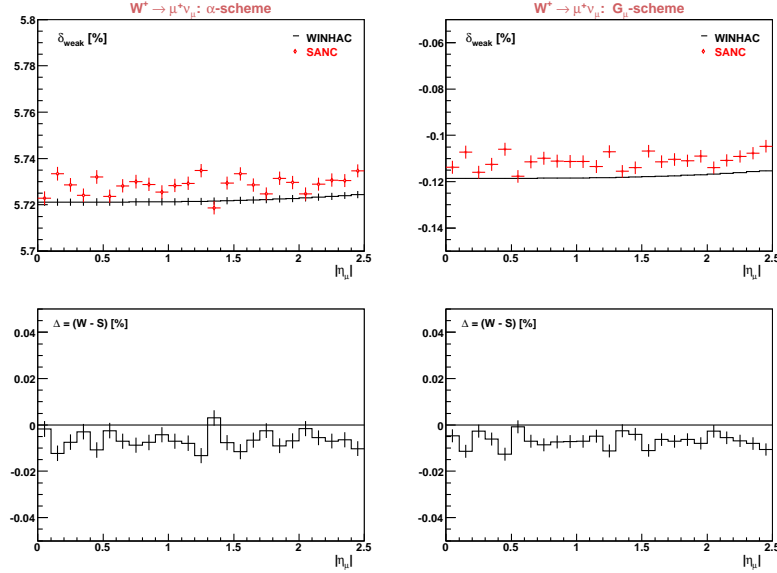 W⁺ → μ⁺ν_μ: α-scheme
δ_weak [%]
WINHAC
SANC
5.8
5.78
5.76
5.74
5.72
5.7
0 0.5 1 1.5 2 2.5
|η_μ|
W⁺ → μ⁺ν_μ: G_μ-scheme
δ_weak [%]
WINHAC
SANC
-0.06
-0.08
-0.1
-0.12
-0.14
0 0.5 1 1.5 2 2.5
|η_μ|
Δ = (W - S) [%]
0.04
0.02
0
-0.02
-0.04
0 0.5 1 1.5 2 2.5
|η_μ|
Δ = (W - S) [%]
0.04
0.02
0
-0.02
-0.04
0 0.5 1 1.5 2 2.5
|η_μ|